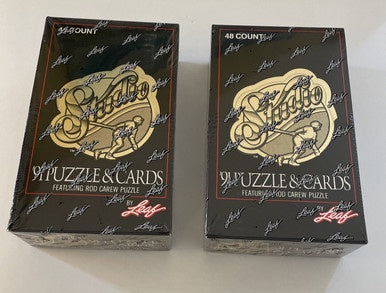 48 COUNT
Studio
91 PUZZLE & CARDS
FEATURING ROD CAREW PUZZLE
BY Leaf
48 COUNT
Studio
91 PUZZLE & CARDS
FEATURING ROD CAREW PUZZLE
BY Leaf